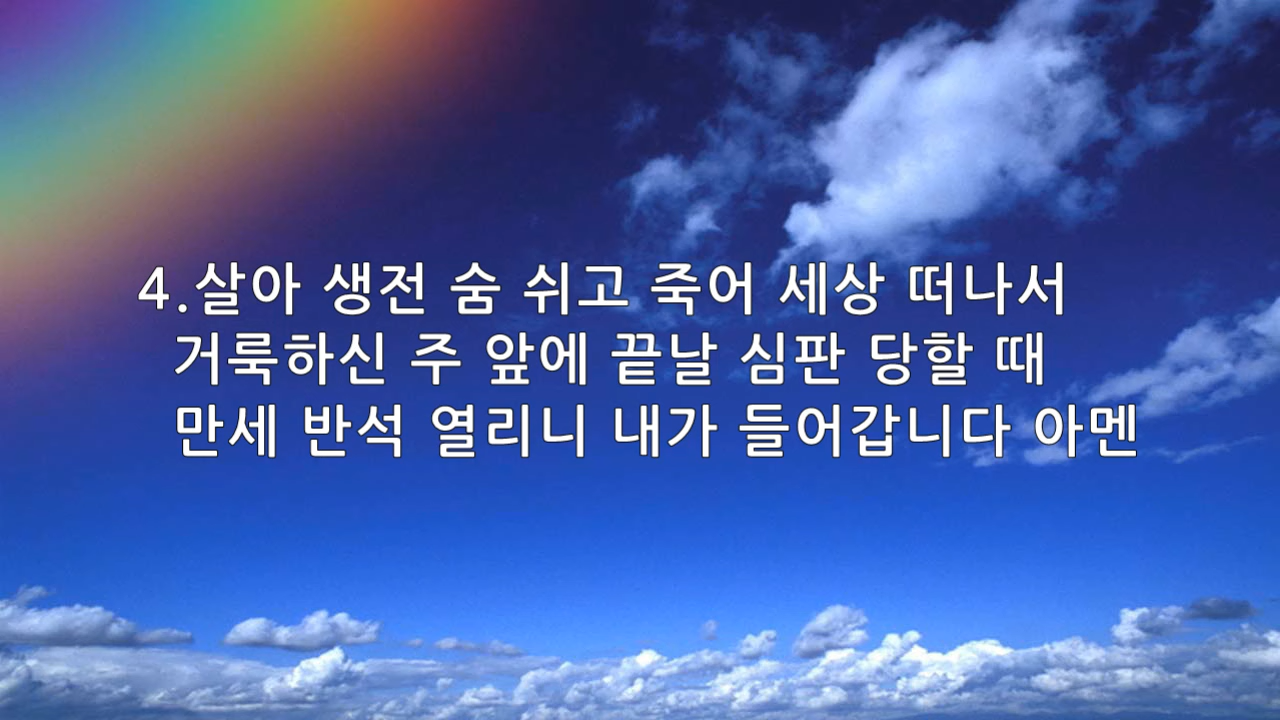 4.살아 생전 숨 쉬고 죽어 세상 떠나서
거룩하신 주 앞에 끝날 심판 당할 때
만세 반석 열리니 내가 들어갑니다 아멘